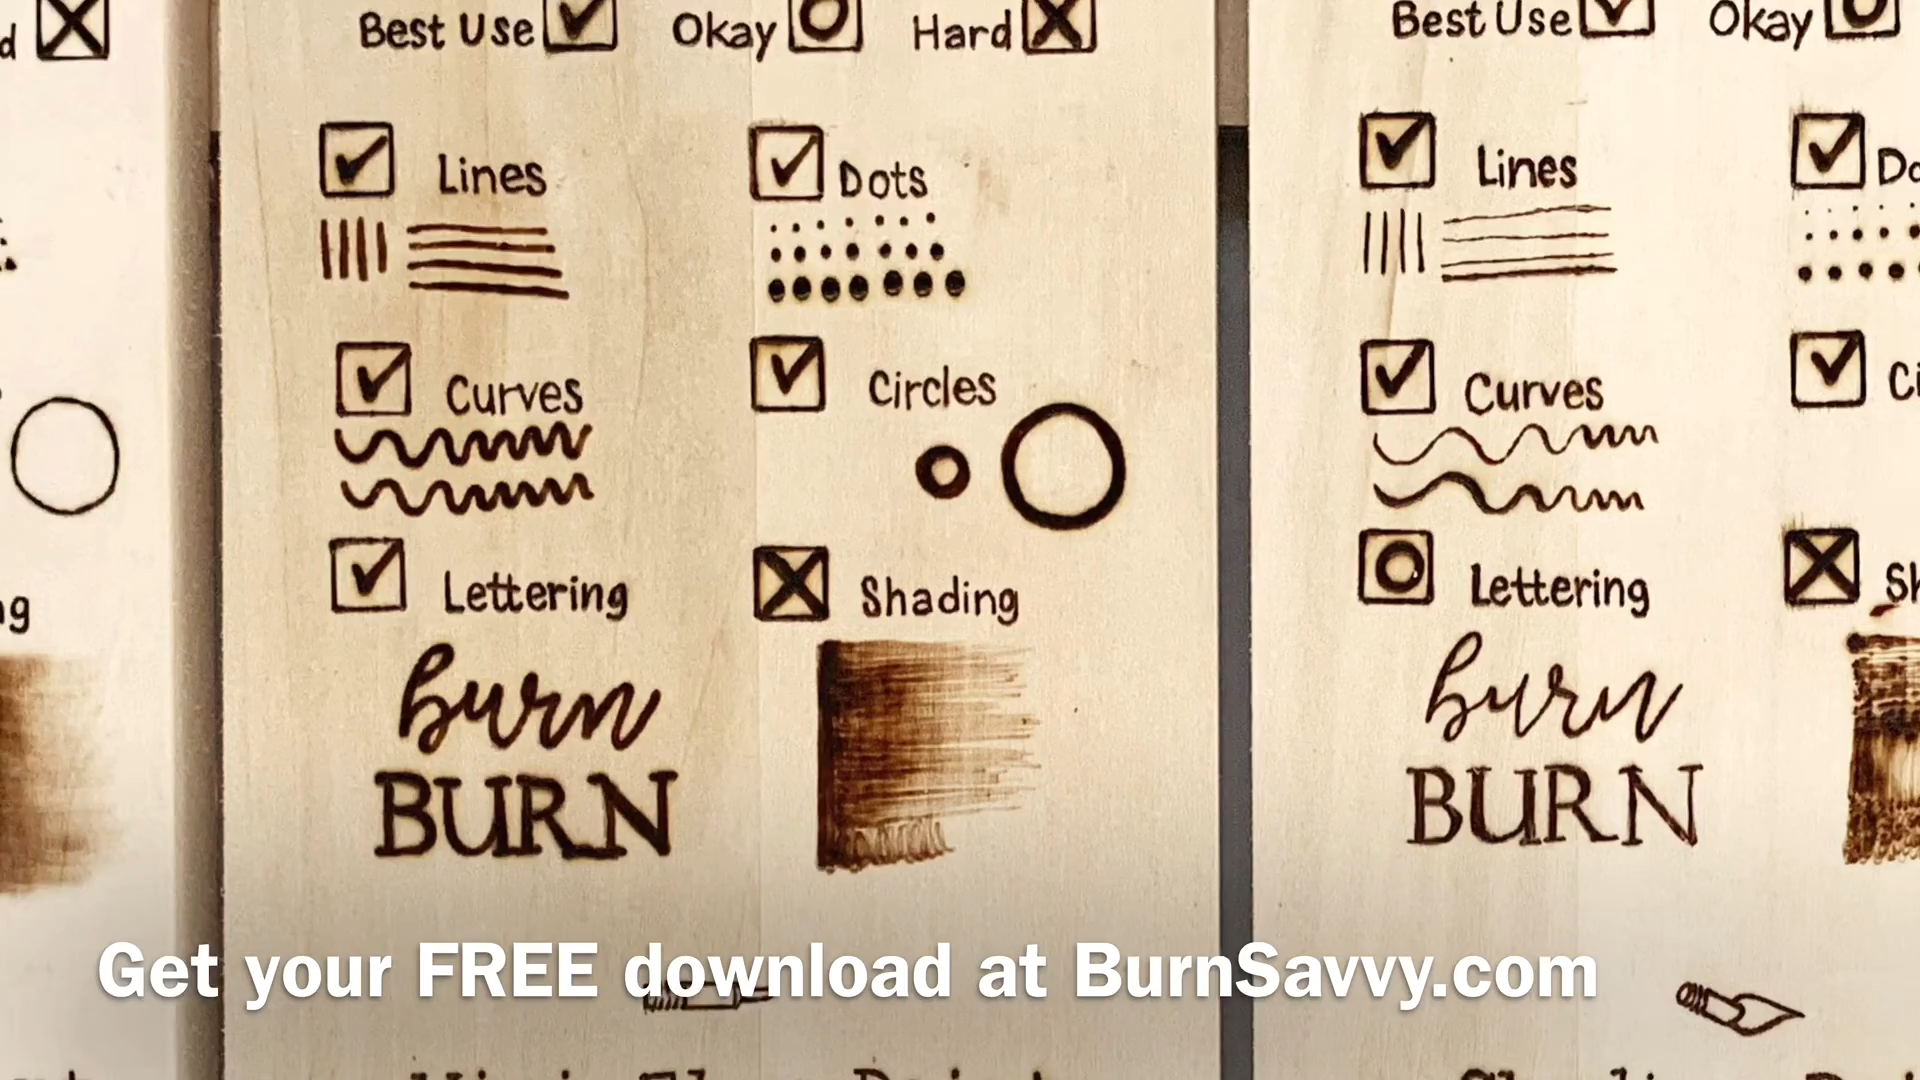 Best Use Okay Hard
Lines Dots
Curves Circles
Lettering Shading
burn
BURN
Best Use Okay
Lines
Curves
Lettering
burn
BURN
Get your FREE download at BurnSavvy.com